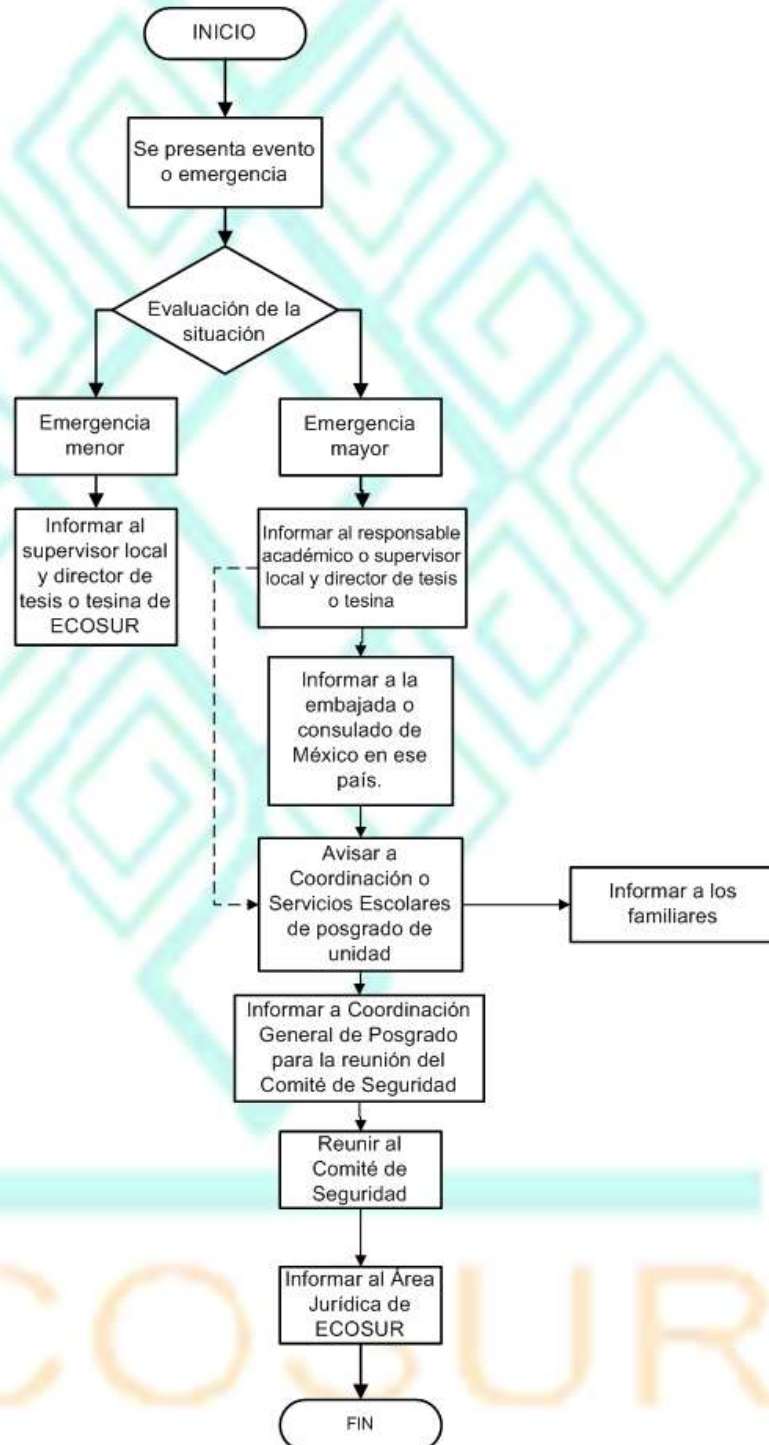 INICIO
Se presenta evento
o emergencia
Evaluación de la
situación
Emergencia
menor
Emergencia
mayor
Informar al
supervisor local
y director de
tesis o tesina de
ECOSUR
Informar al responsable
académico o supervisor
local y director de tesis
o tesina
Informar a la
embajada o
consulado de
México en ese
país.
Avisar a
Coordinación o
Servicios Escolares
de posgrado de
unidad
Informar a los
familiares
Informar a Coordinación
General de Posgrado
para la reunión del
Comité de Seguridad
Reunir al
Comité de
Seguridad
Informar al Área
Jurídica de
ECOSUR
COSUR
FIN